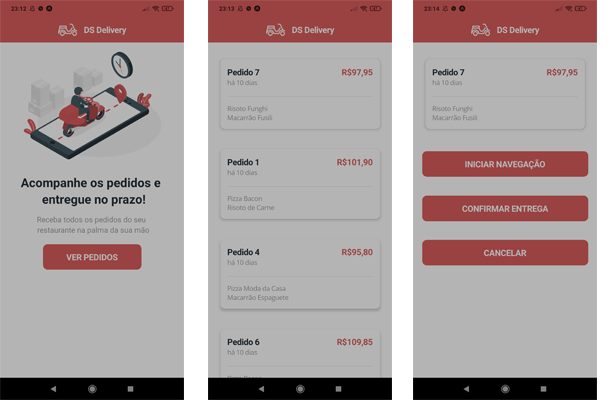 23:12
DS Delivery
Acompanhe os pedidos e
entregue no prazo!
Receba todos os pedidos do seu
restaurante na palma da sua mão
VER PEDIDOS
23:13
DS Delivery
Pedido 7 R$97,95
há 10 dias
Risoto Funghi
Macarrão Fusili
Pedido 1 R$101,90
há 10 dias
Pizza Bacon
Risoto de Carne
Pedido 4 R$95,80
há 10 dias
Pizza Moda da Casa
Macarrão Espaguete
Pedido 6 R$109,85
há 10 dias
23:14
DS Delivery
Pedido 7 R$97,95
há 10 dias
Risoto Funghi
Macarrão Fusili
INICIAR NAVEGAÇÃO
CONFIRMAR ENTREGA
CANCELAR